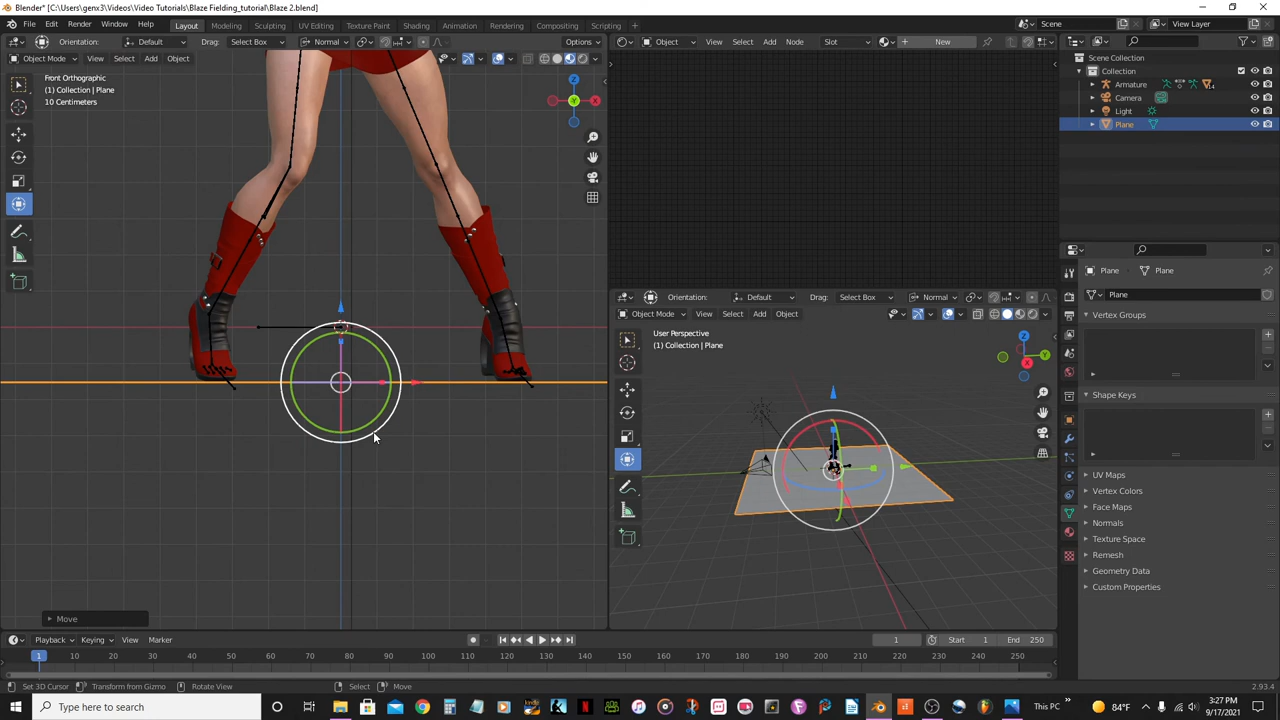 Blender* [C:\Users\genx3\Videos\Video Tutorials\Blaze Fielding_tutorial\Blaze 2.blend]
File Edit Render Window Help Layout Modeling Sculpting UV Editing Texture Paint Shading Animation Rendering Compositing Scripting + Scene View Layer
Orientation: Default Drag: Select Box Normal Options
Object Mode View Select Add Object
Front Orthographic
(1) Collection | Plane
10 Centimeters
Move
Object View Select Add Node Slot + New
Orientation: Default Drag: Select Box Normal
Object Mode View Select Add Object
User Perspective
(1) Collection | Plane
Scene Collection
Collection
Armature 14
Camera
Light
Plane
Plane Plane
Plane
Vertex Groups
Shape Keys
UV Maps
Vertex Colors
Face Maps
Normals
Texture Space
Remesh
Geometry Data
Custom Properties
Playback Keying View Marker 1 Start 1 End 250
1 10 20 30 40 50 60 70 80 90 100 110 120 130 140 150 160 170 180 190 200 210 220 230 240 250
Set 3D Cursor Transform from Gizmo Rotate View Select Move 2.93.4
Type here to search This PC 84°F 3:27 PM
9/17/2021